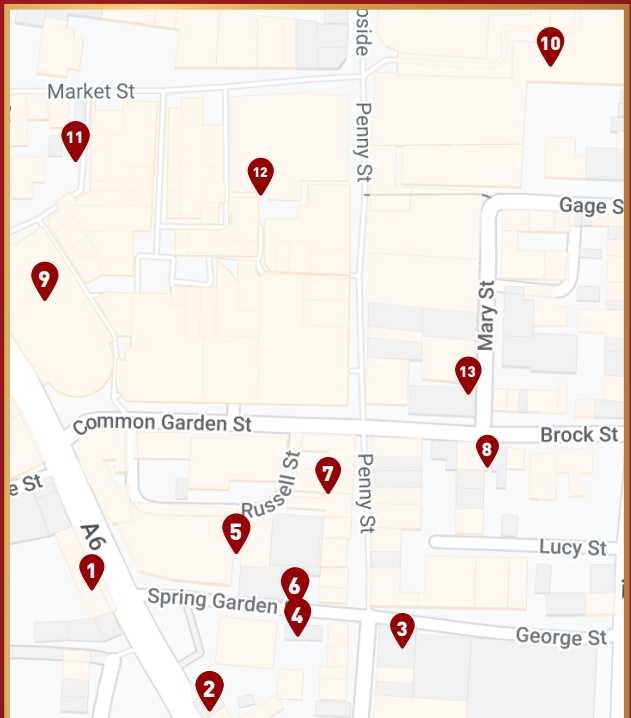 oside
10
Market St
Penny St
11
12
Gage S
9
Mary St
13
Common Garden St
Brock St
8
e St
Russell St
7
Penny St
A6
5
Lucy St
1
6
Spring Garden
4
3
George St
2